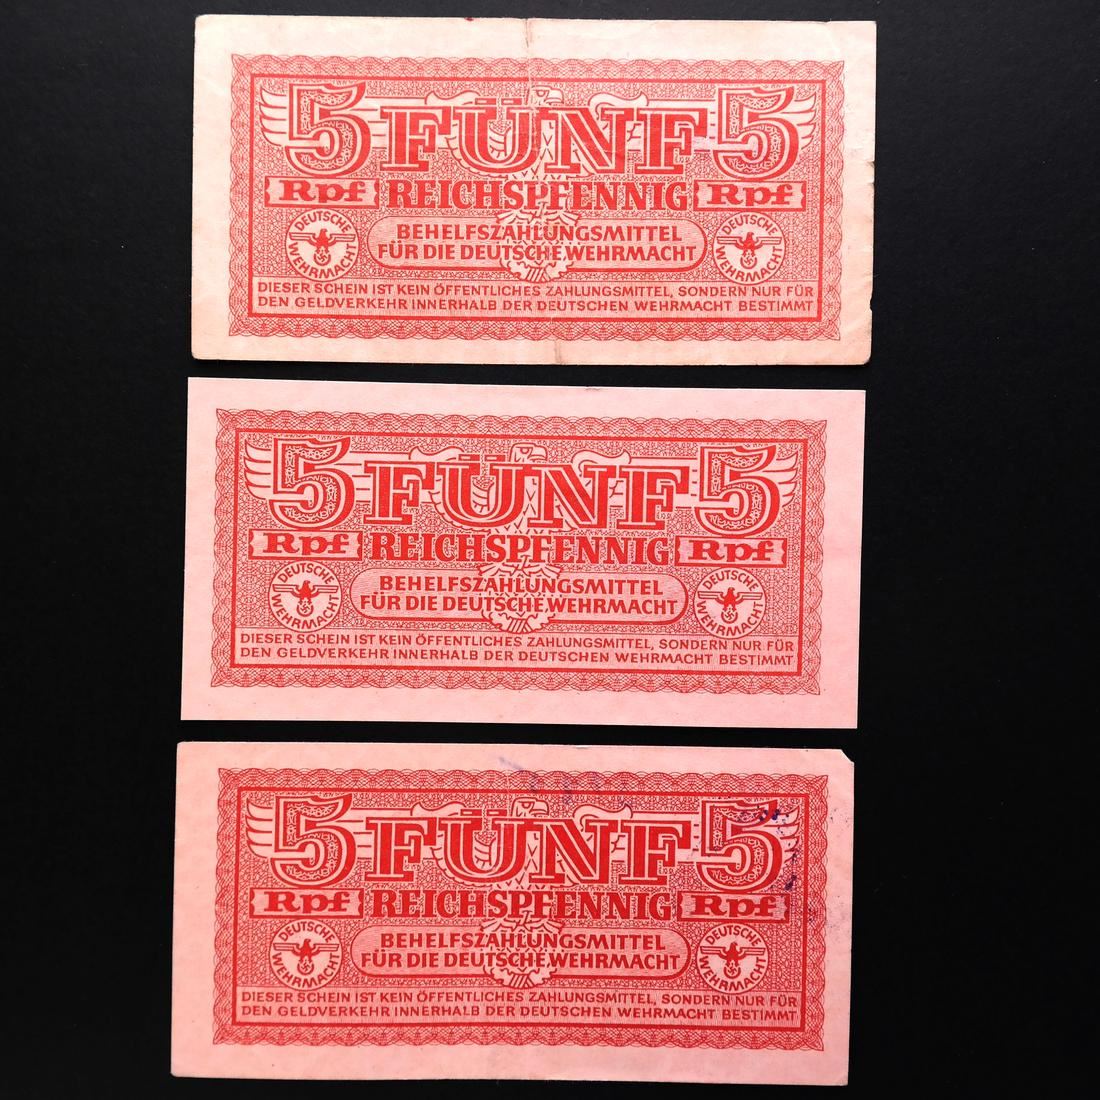 5 FÜNF 5
Rpf REICHSPFENNIG Rpf
DEUTSCHE WEHRMACHT
BEHELFSZAHLUNGSMITTEL
FÜR DIE DEUTSCHE WEHRMACHT
DEUTSCHE WEHRMACHT
DIESER SCHEIN IST KEIN ÖFFENTLICHES ZAHLUNGSMITTEL, SONDERN NUR FÜR
DEN GELDVERKEHR INNERHALB DER DEUTSCHEN WEHRMACHT BESTIMMT
5 FÜNF 5
Rpf REICHSPFENNIG Rpf
DEUTSCHE WEHRMACHT
BEHELFSZAHLUNGSMITTEL
FÜR DIE DEUTSCHE WEHRMACHT
DEUTSCHE WEHRMACHT
DIESER SCHEIN IST KEIN ÖFFENTLICHES ZAHLUNGSMITTEL, SONDERN NUR FÜR
DEN GELDVERKEHR INNERHALB DER DEUTSCHEN WEHRMACHT BESTIMMT
5 FÜNF 5
Rpf REICHSPFENNIG Rpf
DEUTSCHE WEHRMACHT
BEHELFSZAHLUNGSMITTEL
FÜR DIE DEUTSCHE WEHRMACHT
DEUTSCHE WEHRMACHT
DIESER SCHEIN IST KEIN ÖFFENTLICHES ZAHLUNGSMITTEL, SONDERN NUR FÜR
DEN GELDVERKEHR INNERHALB DER DEUTSCHEN WEHRMACHT BESTIMMT